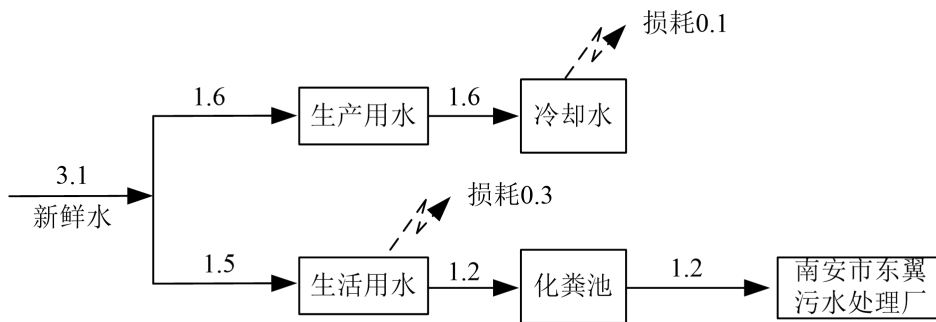 损耗0.1
1.6
生产用水
1.6
冷却水
3.1
新鲜水
损耗0.3
1.5
生活用水
1.2
化粪池
1.2
南安市东翼
污水处理厂